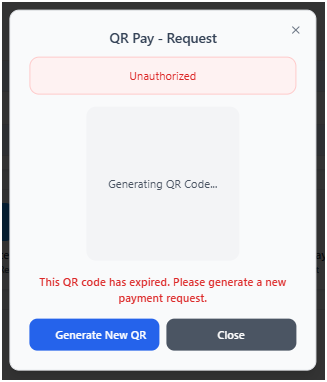 QR Pay - Request
Unauthorized
Generating QR Code...
This QR code has expired. Please generate a new
payment request.
Generate New QR
Close